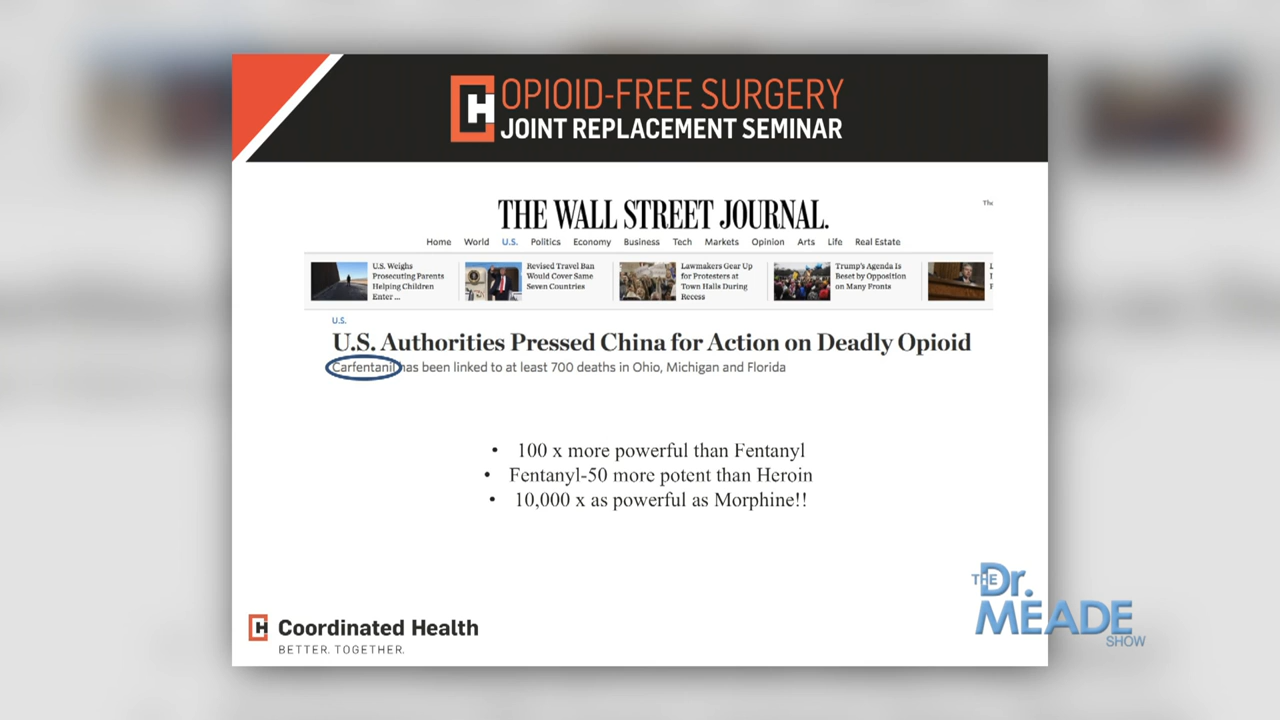 OPIOID-FREE SURGERY
JOINT REPLACEMENT SEMINAR
THE WALL STREET JOURNAL.
Home World U.S. Politics Economy Business Tech Markets Opinion Arts Life Real Estate
U.S. Weighs
Prosecuting Parents
Helping Children
Enter ...
Revised Travel Ban
Would Cover Same
Seven Countries
Lawmakers Gear Up
for Protesters at
Town Halls During
Recess
Trump's Agenda Is
Beset by Opposition
on Many Fronts
U.S.
U.S. Authorities Pressed China for Action on Deadly Opioid
Carfentanil has been linked to at least 700 deaths in Ohio, Michigan and Florida
• 100 x more powerful than Fentanyl
• Fentanyl-50 more potent than Heroin
• 10,000 x as powerful as Morphine!!
Coordinated Health
BETTER. TOGETHER.
THE Dr.
MEADE
SHOW